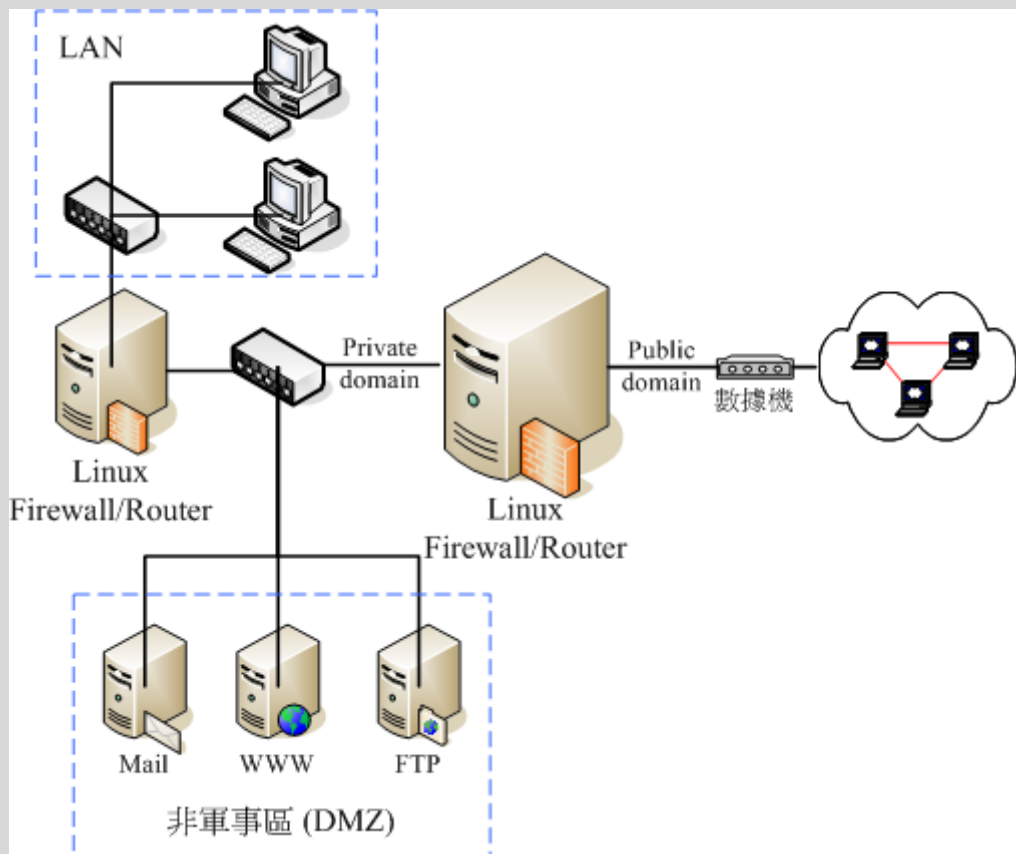 LAN
Private
domain
Public
domain
數據機
Linux
Firewall/Router
Linux
Firewall/Router
Mail
WWW
FTP
非軍事區 (DMZ)